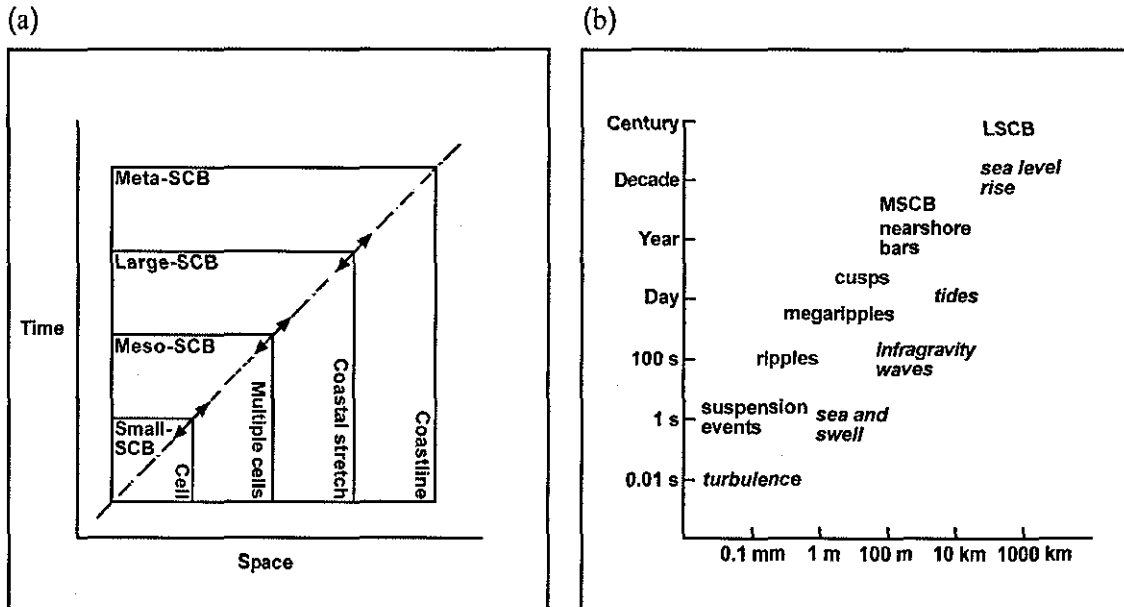 (a)
Meta-SCB
Large-SCB
Time
Meso-SCB
Small-
SCB
Cell
Multiple cells
Coastal stretch
Coastline
Space
(b)
Century
LSCB
sea level
rise
Decade
MSCB
nearshore
bars
Year
cusps
Day
tides
megaripples
100 s
ripples
infragravity
waves
suspension
events
1 s
sea and
swell
0.01 s
turbulence
0.1 mm 1 m 100 m 10 km 1000 km